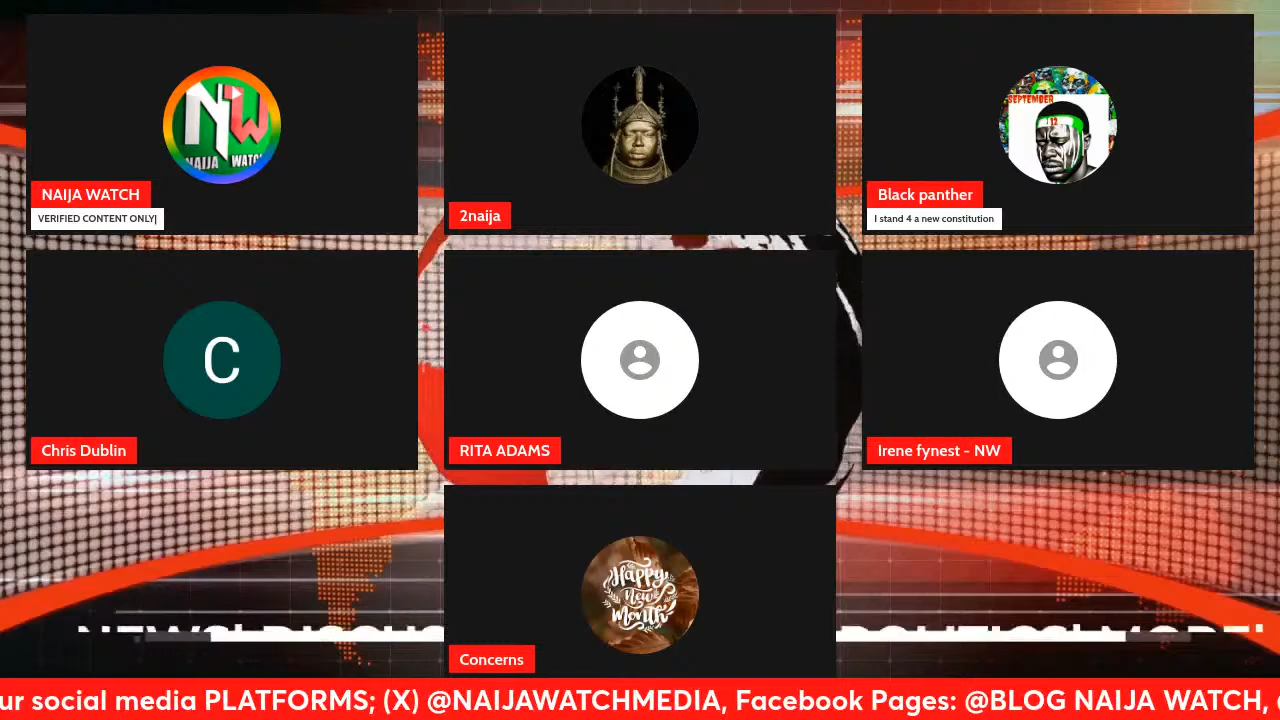 NW
NAIJA WATCH
NAIJA WATCH
VERIFIED CONTENT ONLY|
2naija
SEPTEMBER
12
Black panther
I stand 4 a new constitution
C
Chris Dublin
RITA ADAMS
Irene fynest - NW
Happy
New
Month
Concerns
ur social media PLATFORMS; (X) @NAIJAWATCHMEDIA, Facebook Pages: @BLOG NAIJA WATCH,